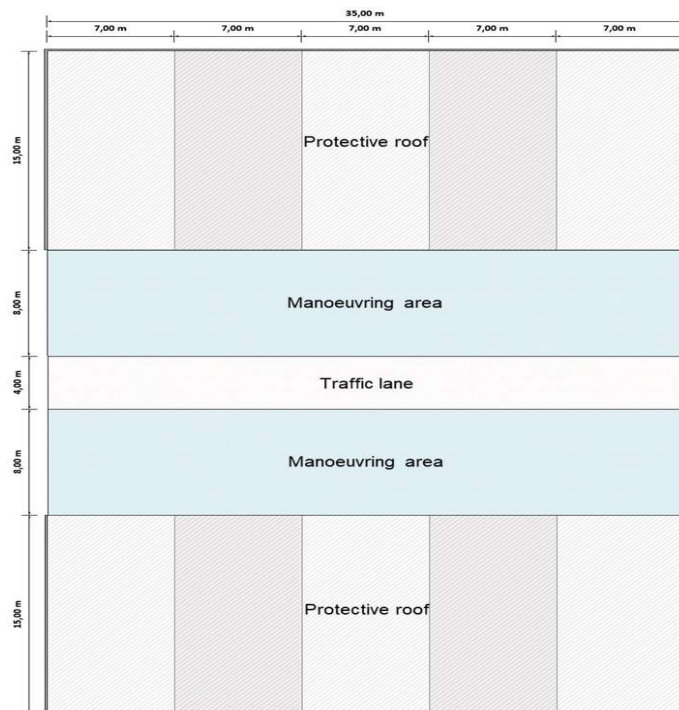 35,00 m
7,00 m 7,00 m 7,00 m 7,00 m 7,00 m
15,00 m
Protective roof
8,00 m
Manoeuvring area
4,00 m
Traffic lane
8,00 m
Manoeuvring area
15,00 m
Protective roof